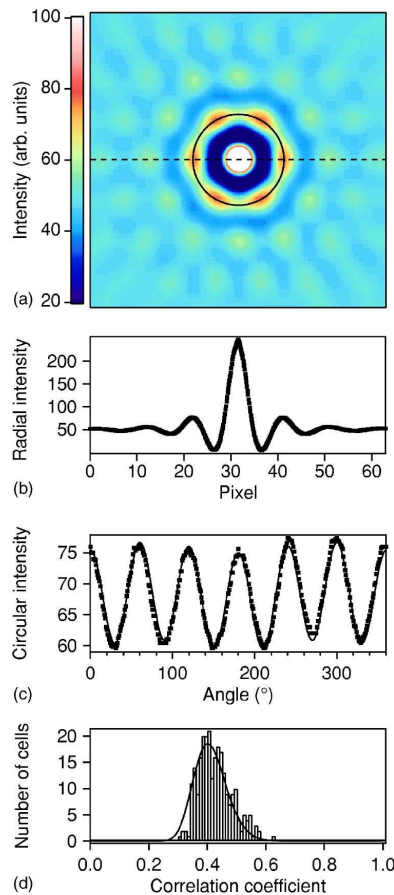 100
80
60
40
20
Intensity (arb. units)
(a)
200
150
100
50
Radial intensity
0 10 20 30 40 50 60
Pixel
(b)
75
70
65
60
Circular intensity
0 100 200 300
Angle (°)
(c)
20
15
10
5
0
Number of cells
0.0 0.2 0.4 0.6 0.8 1.0
Correlation coefficient
(d)